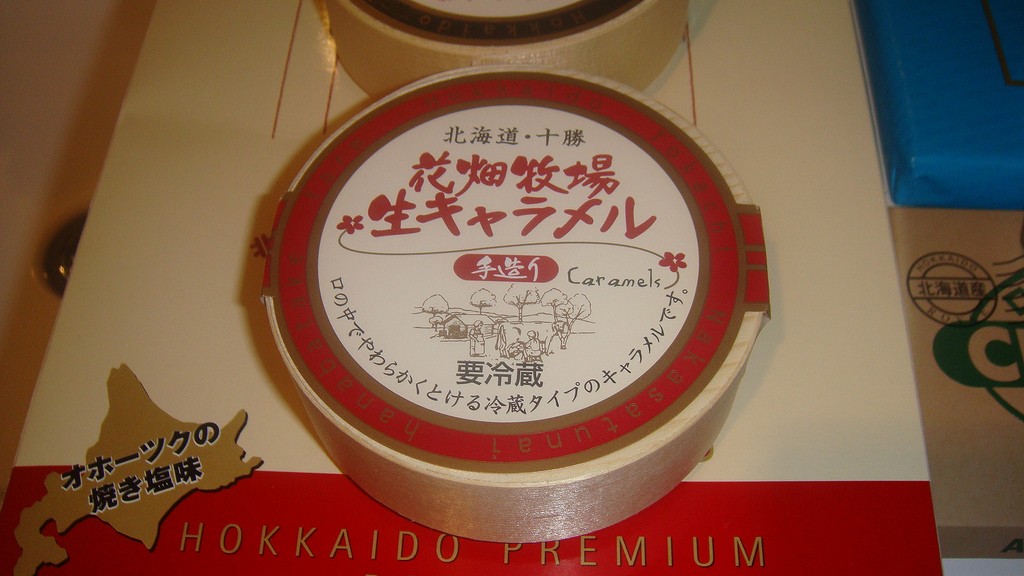 Hokkaido
北海道・十勝
花畑牧場
生キャラメル
手造り
Caramels
要冷蔵
口の中でやわらかくとける冷蔵タイプのキャラメルです。
オホーツクの
焼き塩味
HOKKAIDO PREMIUM
HOKKAIDO
北海道産